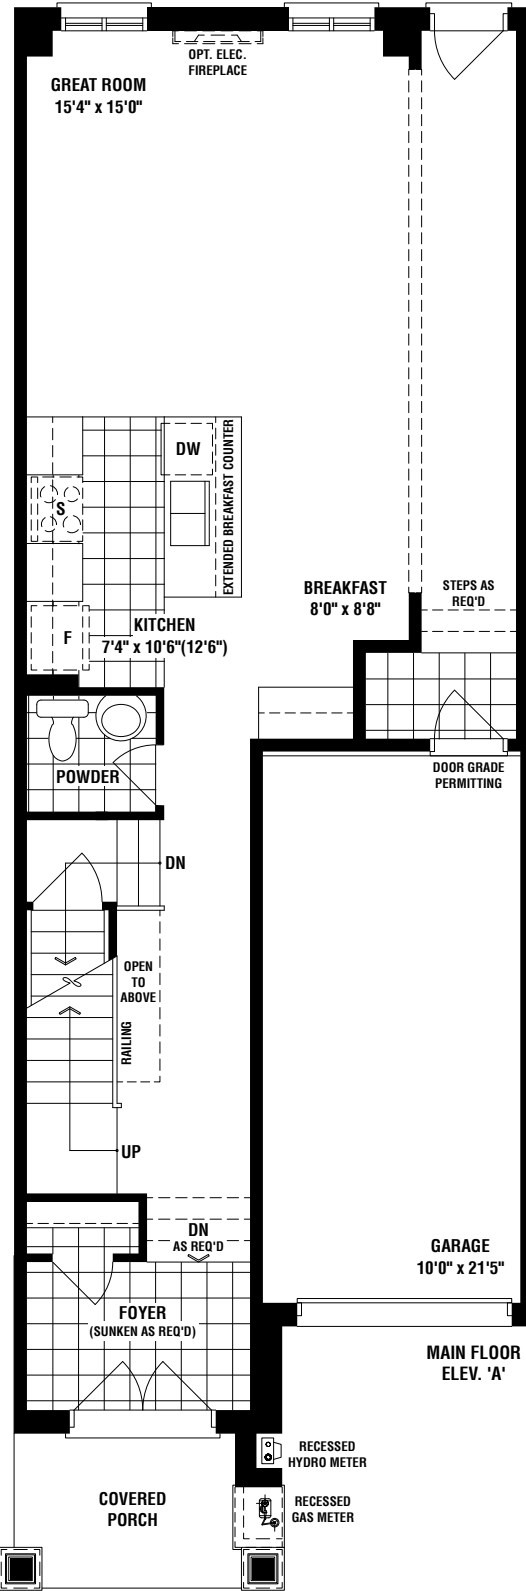 OPT. ELEC.
FIREPLACE
GREAT ROOM
15'4" x 15'0"
DW
EXTENDED BREAKFAST COUNTER
S
BREAKFAST
8'0" x 8'8"
STEPS AS
REQ'D
F
KITCHEN
7'4" x 10'6"(12'6")
POWDER
DOOR GRADE
PERMITTING
DN
OPEN
TO
ABOVE
RAILING
UP
DN
AS REQ'D
GARAGE
10'0" x 21'5"
FOYER
(SUNKEN AS REQ'D)
MAIN FLOOR
ELEV. 'A'
RECESSED
HYDRO METER
COVERED
PORCH
RECESSED
GAS METER